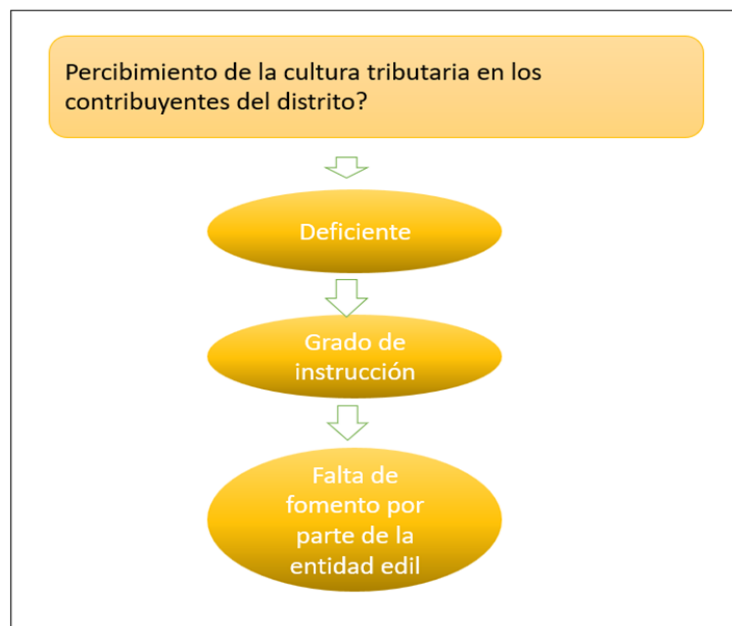 Percibimiento de la cultura tributaria en los
contribuyentes del distrito?
Deficiente
Grado de
instrucción
Falta de
fomento por
parte de la
entidad edil